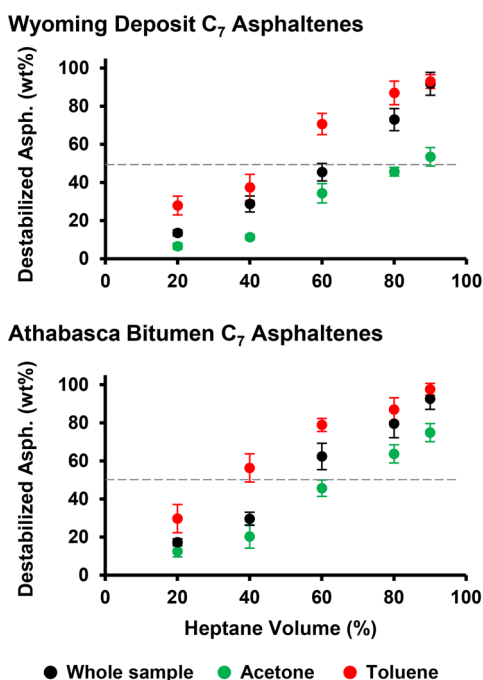 Wyoming Deposit C₇ Asphaltenes
Destabilized Asph. (wt%)
100
80
60
40
20
0
0 20 40 60 80 100
Athabasca Bitumen C₇ Asphaltenes
Destabilized Asph. (wt%)
100
80
60
40
20
0
0 20 40 60 80 100
Heptane Volume (%)
Whole sample Acetone Toluene